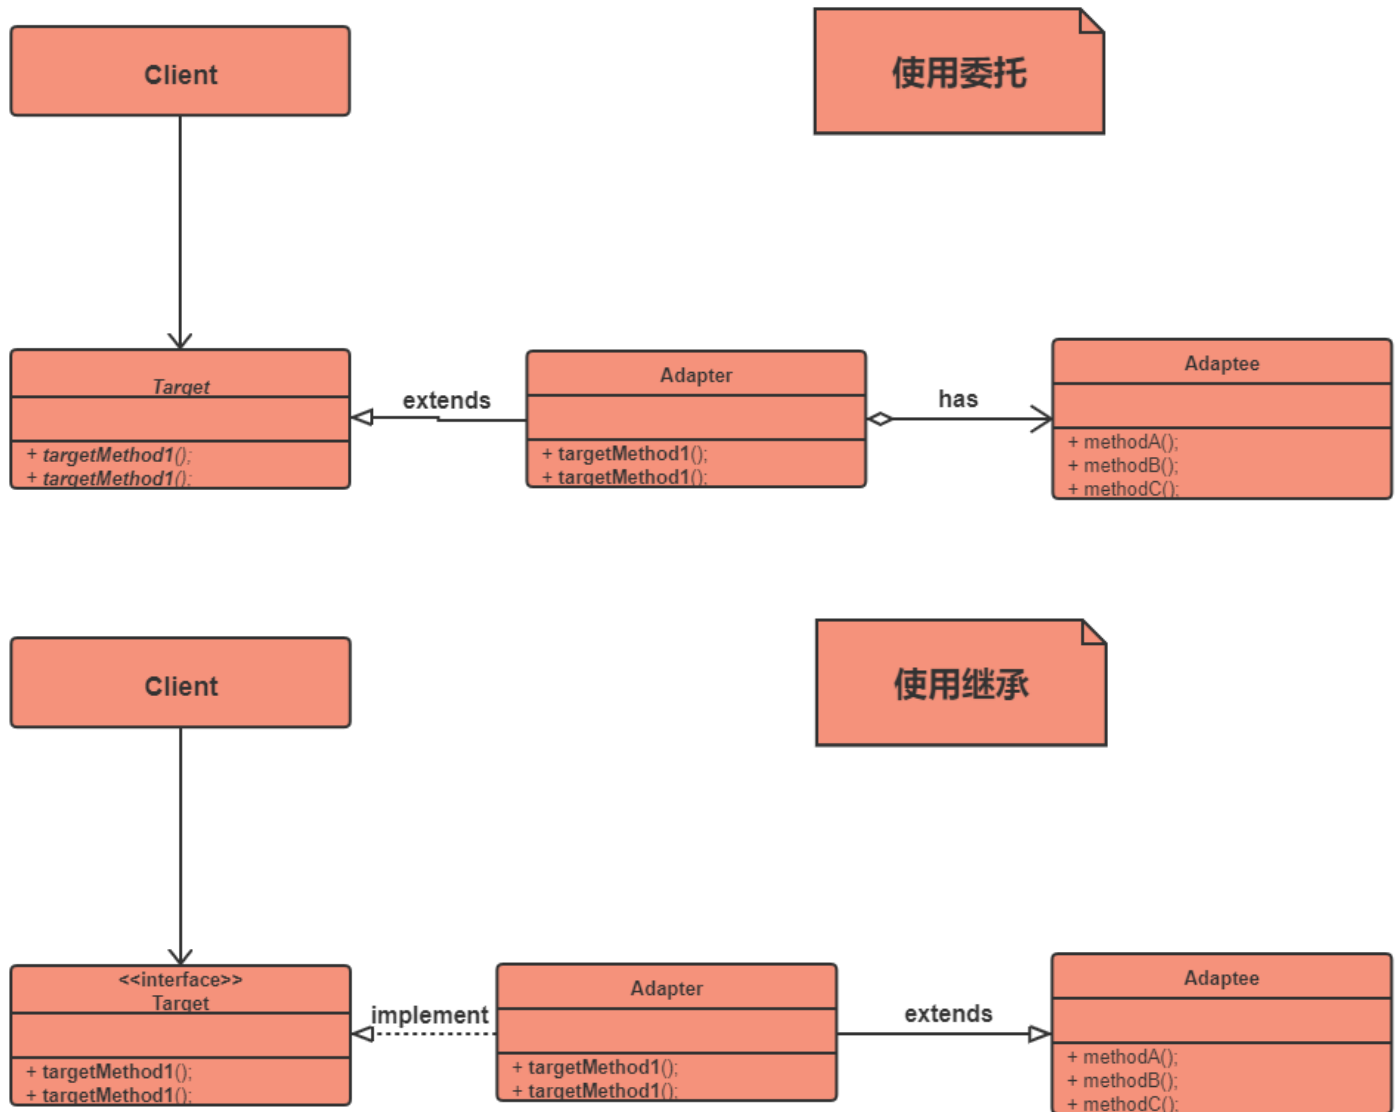 Client
使用委托
Target
+ targetMethod1();
+ targetMethod1();
extends
Adapter
+ targetMethod1();
+ targetMethod1();
has
Adaptee
+ methodA();
+ methodB();
+ methodC();
Client
使用继承
<<interface>>
Target
+ targetMethod1();
+ targetMethod1();
implement
Adapter
+ targetMethod1();
+ targetMethod1();
extends
Adaptee
+ methodA();
+ methodB();
+ methodC();